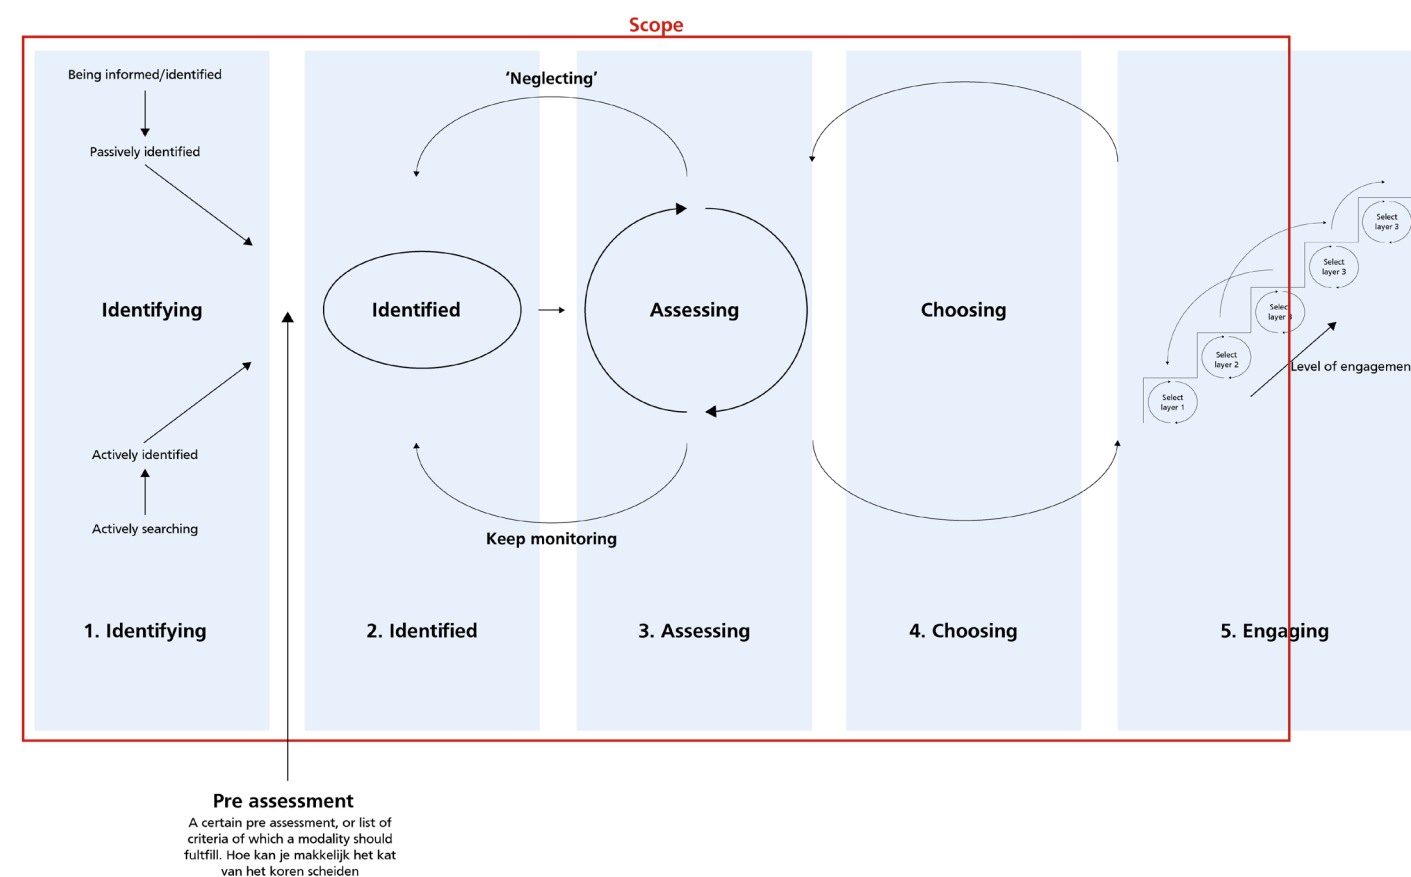 Scope
Being informed/identified
Passively identified
Identifying
Actively identified
Actively searching
1. Identifying
Identified
2. Identified
‘Neglecting’
Keep monitoring
Assessing
3. Assessing
Choosing
4. Choosing
Select
layer 3
Select
layer 3
Select
layer 3
Select
layer 2
Select
layer 1
Level of engagemen
5. Engaging
Pre assessment
A certain pre assessment, or list of
criteria of which a modality should
fultfill. Hoe kan je makkelijk het kat
van het koren scheiden